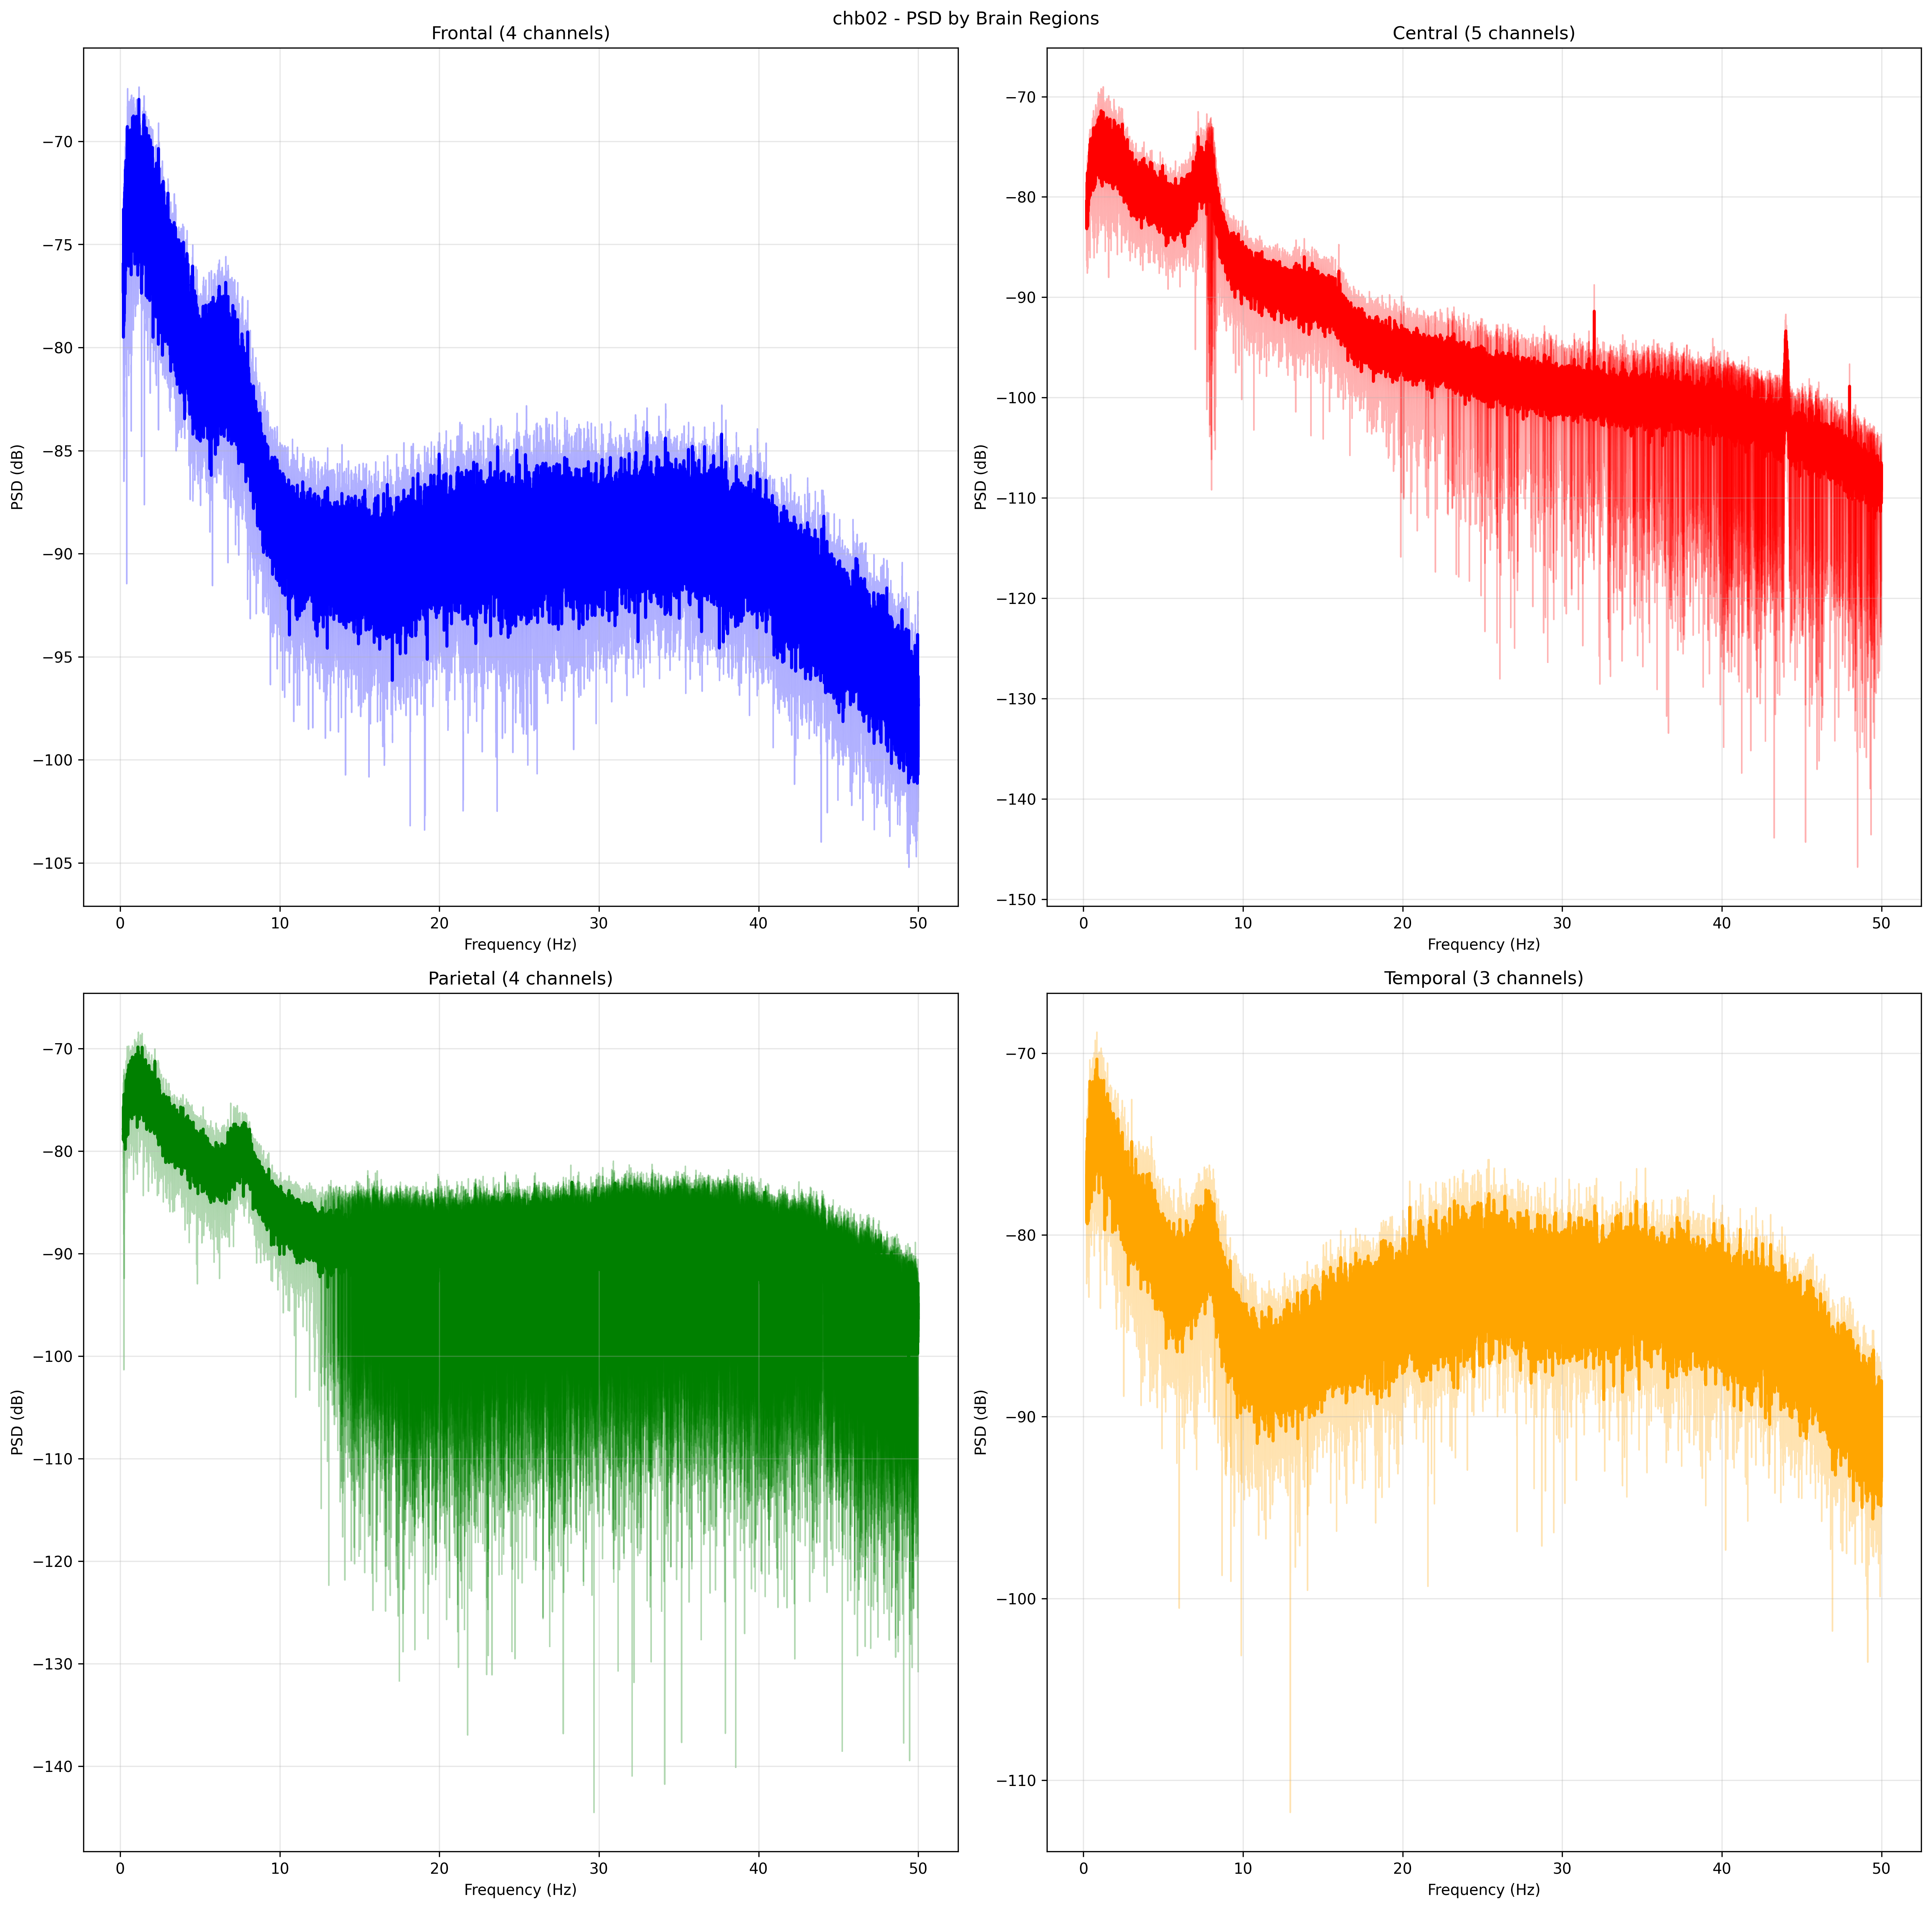 chb02 - PSD by Brain Regions
Frontal (4 channels)
PSD (dB)
−70
−75
−80
−85
−90
−95
−100
−105
0 10 20 30 40 50
Frequency (Hz)
Central (5 channels)
PSD (dB)
−70
−80
−90
−100
−110
−120
−130
−140
−150
0 10 20 30 40 50
Frequency (Hz)
Parietal (4 channels)
PSD (dB)
−70
−80
−90
−100
−110
−120
−130
−140
0 10 20 30 40 50
Frequency (Hz)
Temporal (3 channels)
PSD (dB)
−70
−80
−90
−100
−110
0 10 20 30 40 50
Frequency (Hz)